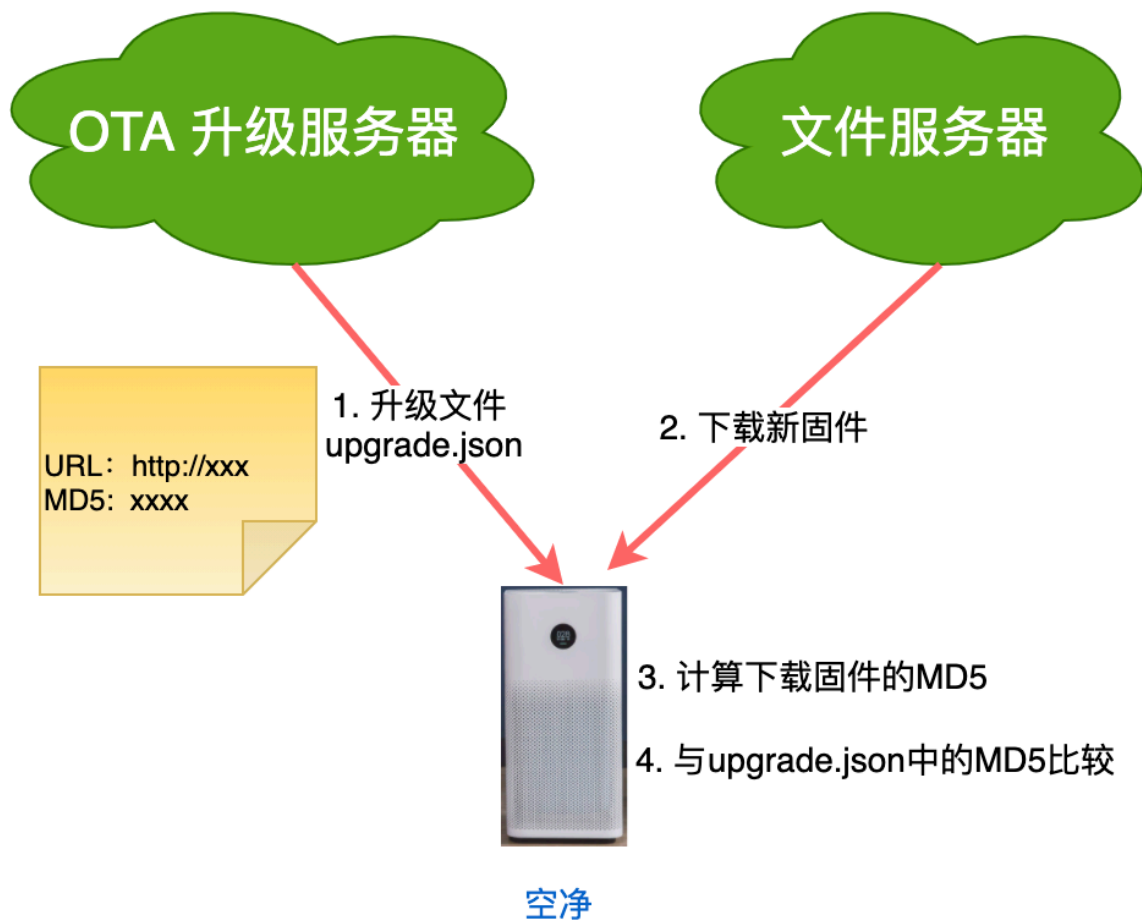 OTA 升级服务器
文件服务器
1. 升级文件
upgrade.json
2. 下载新固件
URL：http://xxx
MD5：xxxx
3. 计算下载固件的MD5
4. 与upgrade.json中的MD5比较
空净